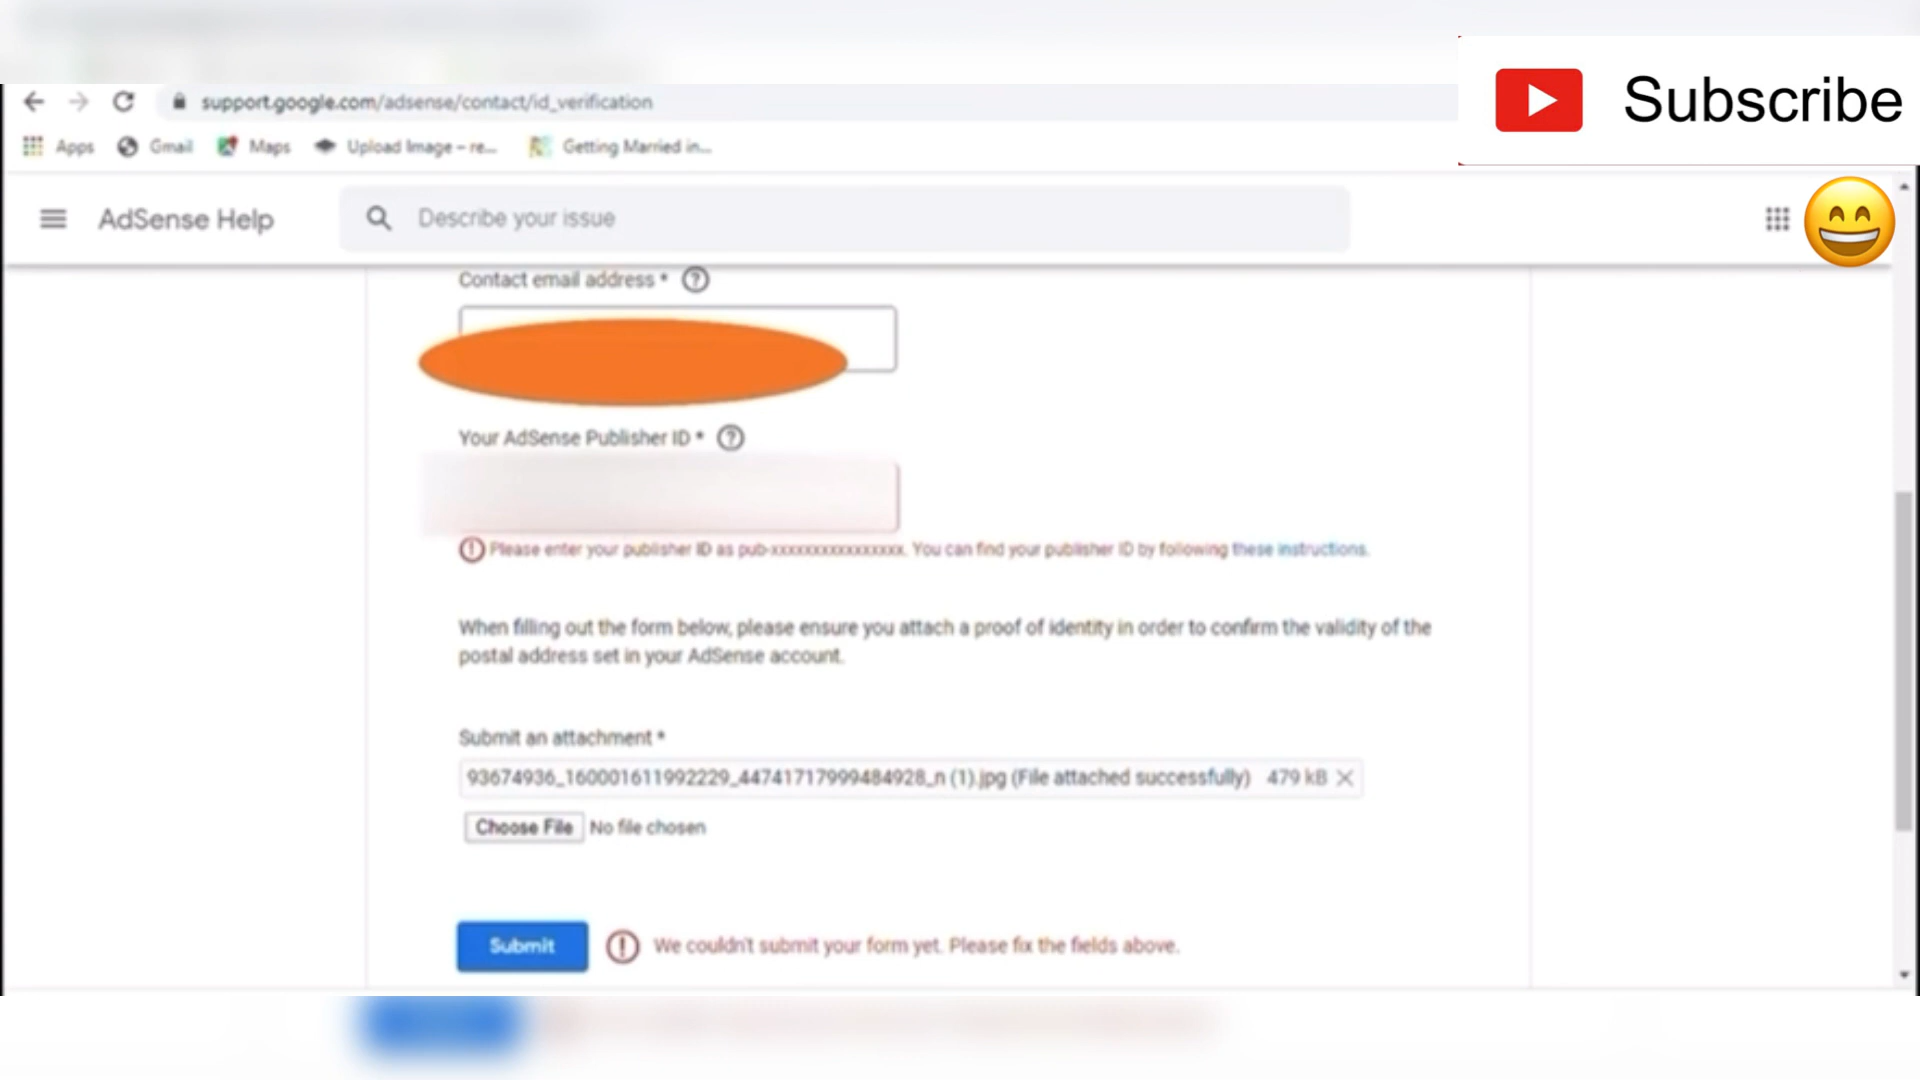 support.google.com/adsense/contact/id_verification
Subscribe
Apps Gmail Maps Upload Image – re... Getting Married in...
AdSense Help Describe your issue
Contact email address *
Your AdSense Publisher ID *
Please enter your publisher ID as pub-xxxxxxxxxxxxxxxx. You can find your publisher ID by following these instructions.
When filling out the form below, please ensure you attach a proof of identity in order to confirm the validity of the
postal address set in your AdSense account.
Submit an attachment *
93674936_160001611992229_44741717999484928_n (1).jpg (File attached successfully) 479 kB
Choose File No file chosen
Submit We couldn't submit your form yet. Please fix the fields above.